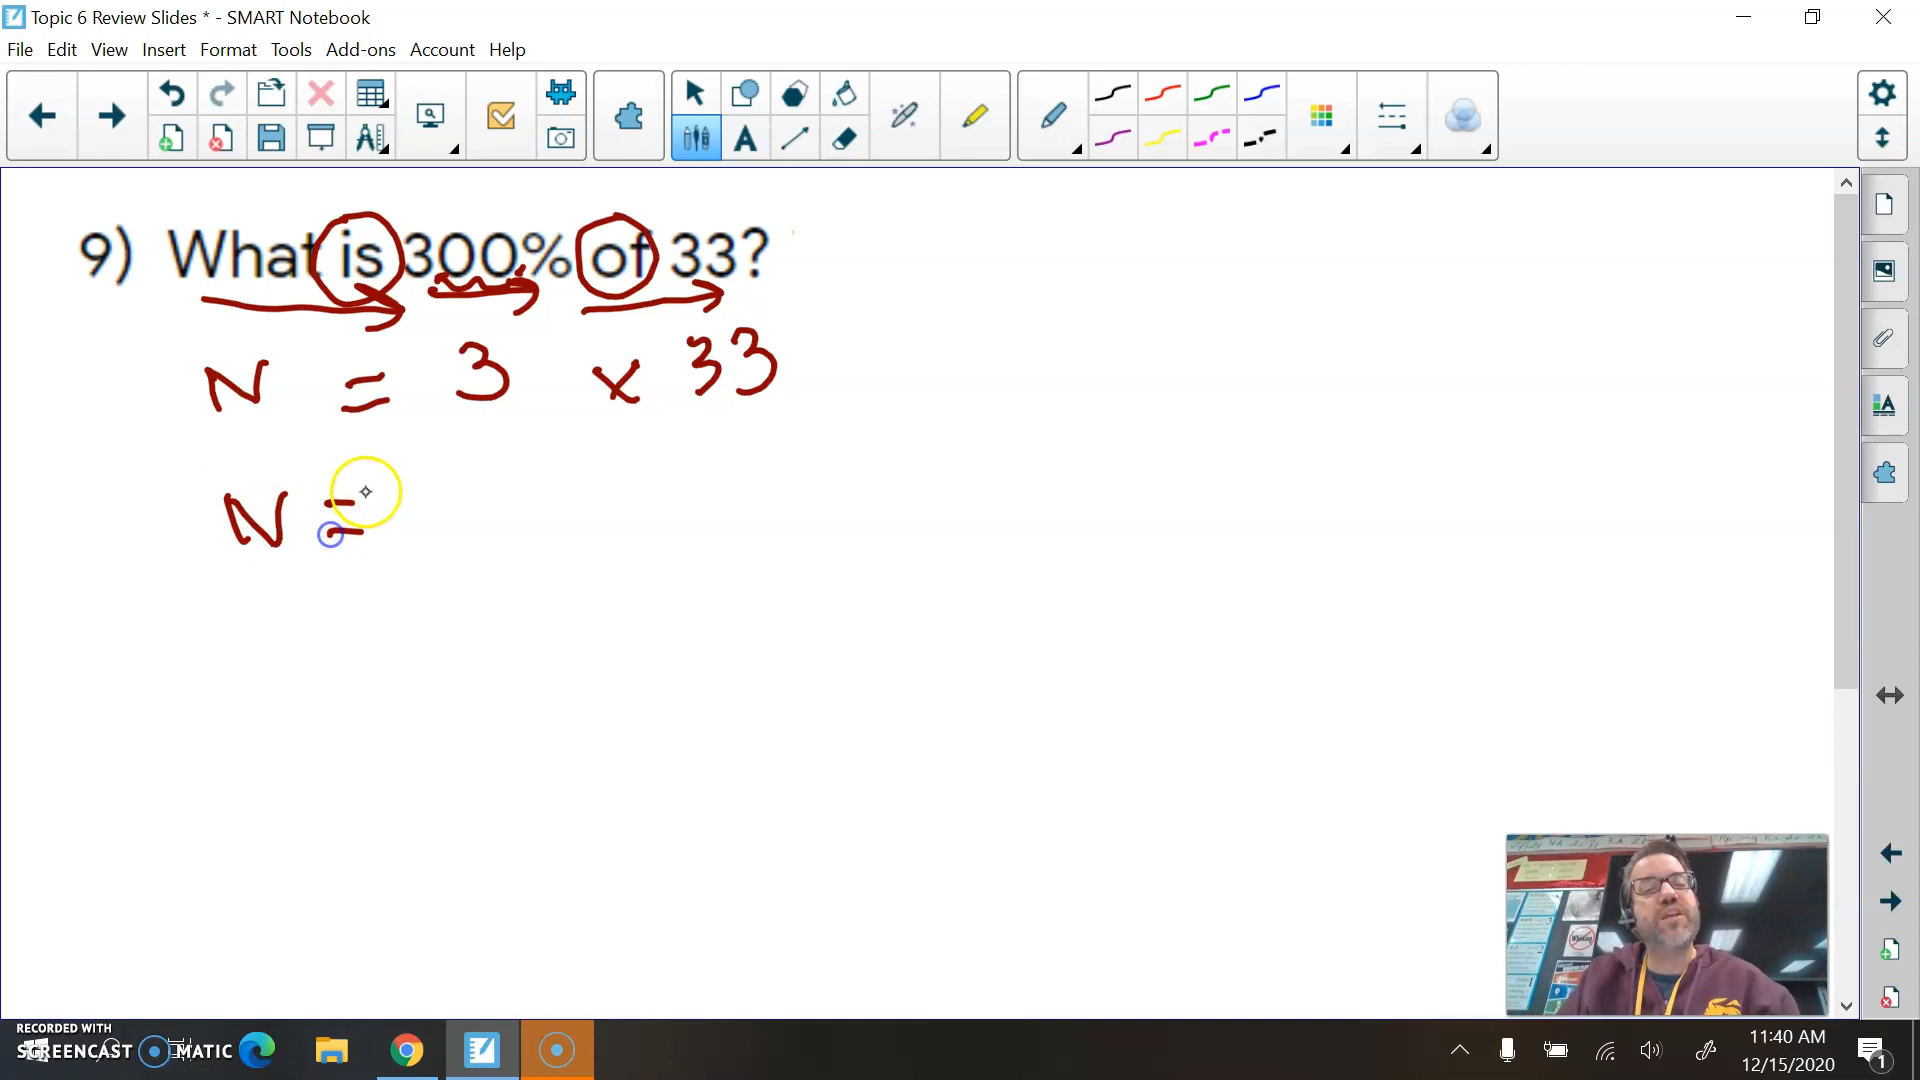 Topic 6 Review Slides * - SMART Notebook
File Edit View Insert Format Tools Add-ons Account Help
9) What is 300% of 33?
N = 3 x 33
N =
RECORDED WITH
SCREENCAST MATIC
11:40 AM
12/15/2020
1